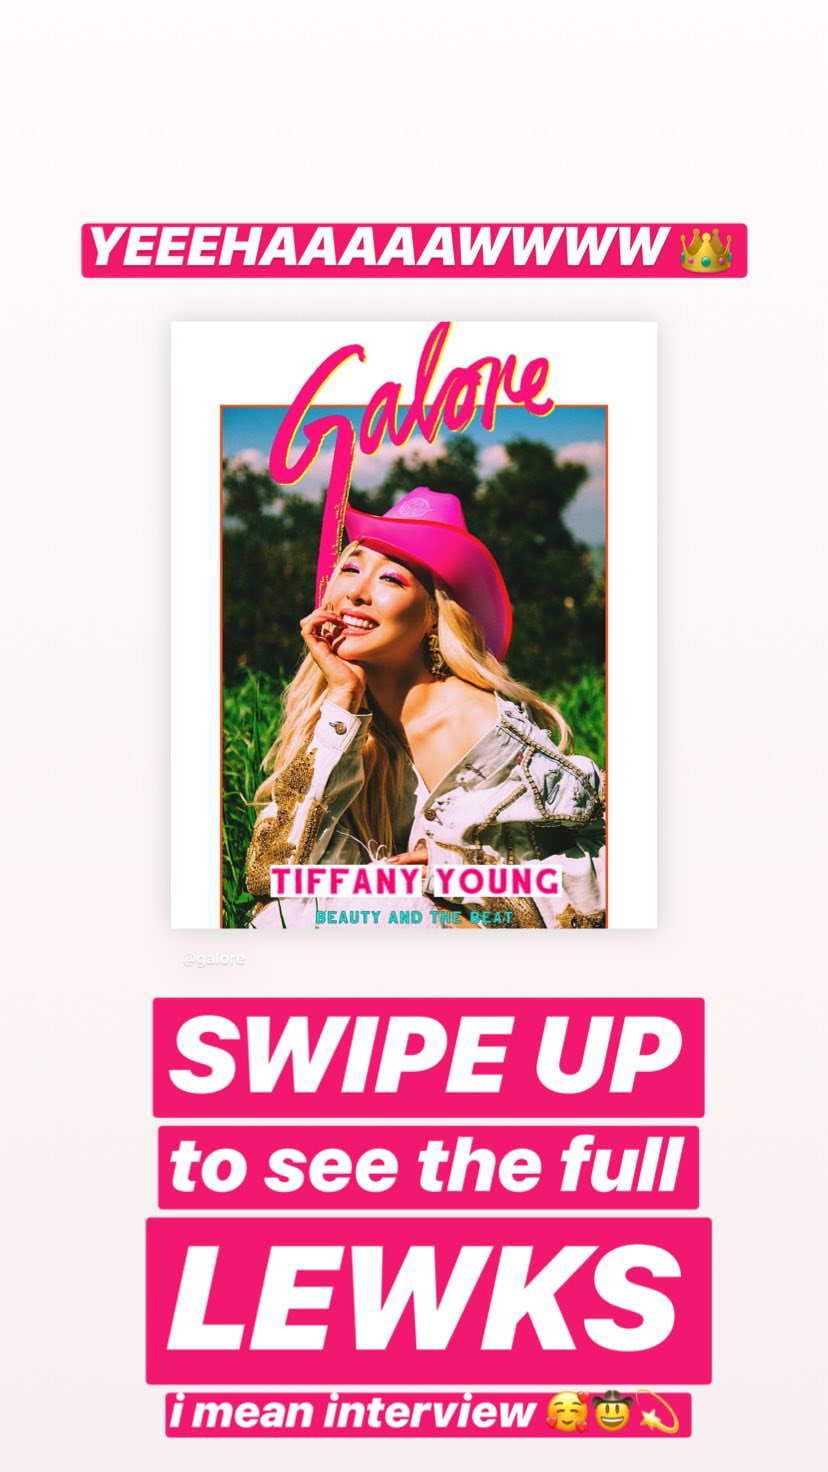 YEEEHAAAAAWWWW 👑
Galore
TIFFANY YOUNG
BEAUTY AND THE BEAT
@galore
SWIPE UP
to see the full
LEWKS
i mean interview 🥰🤠💫